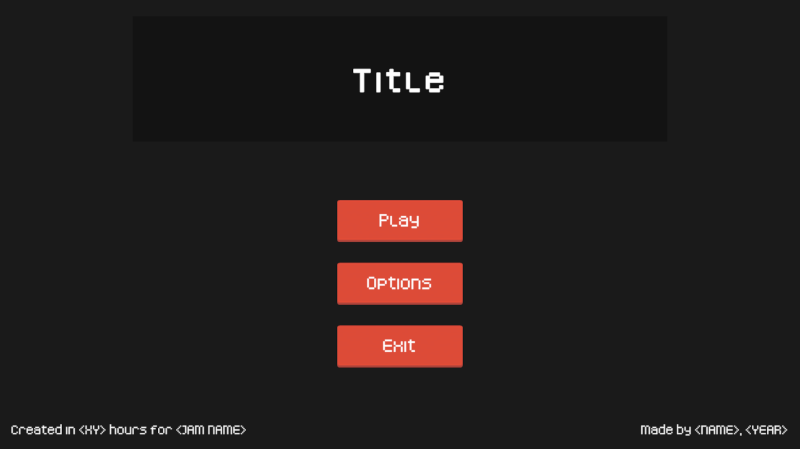 Title
Play
Options
Exit
Created in <XY> hours for <JAM NAME>
Made by <NAME>, <YEAR>